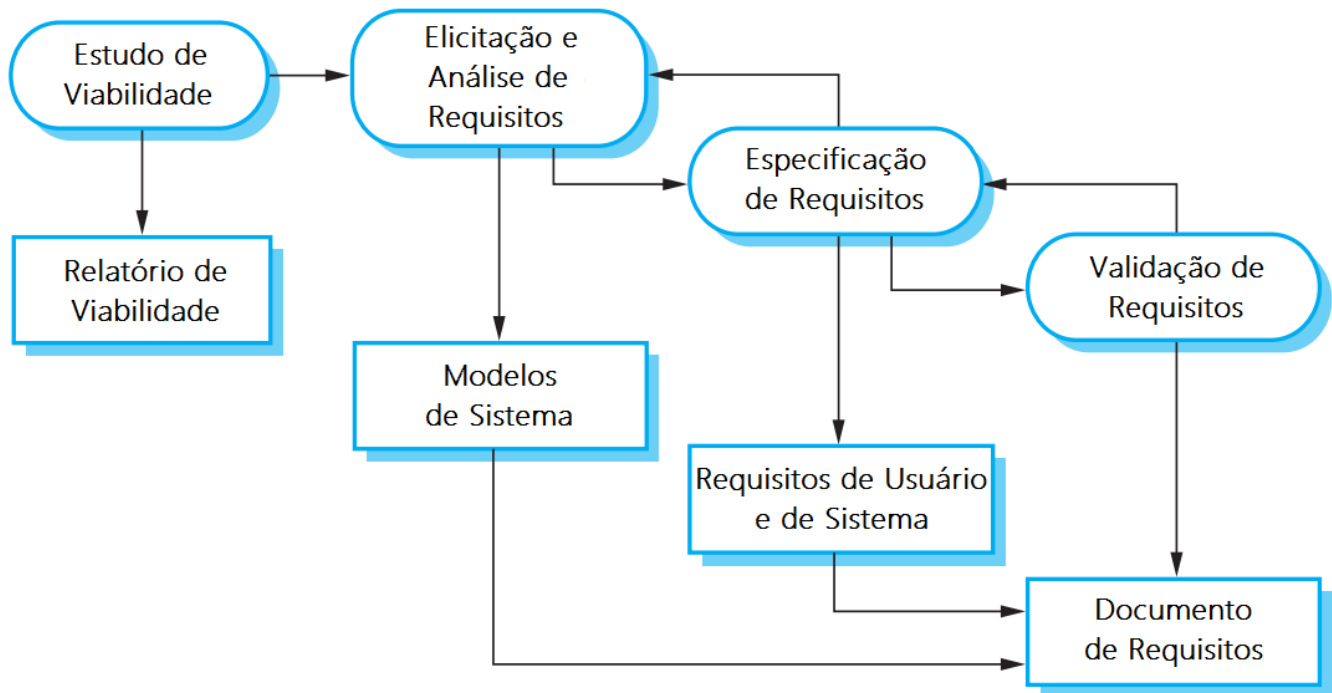 Estudo de
Viabilidade
Elicitação e
Análise de
Requisitos
Especificação
de Requisitos
Validação de
Requisitos
Relatório de
Viabilidade
Modelos
de Sistema
Requisitos de Usuário
e de Sistema
Documento
de Requisitos